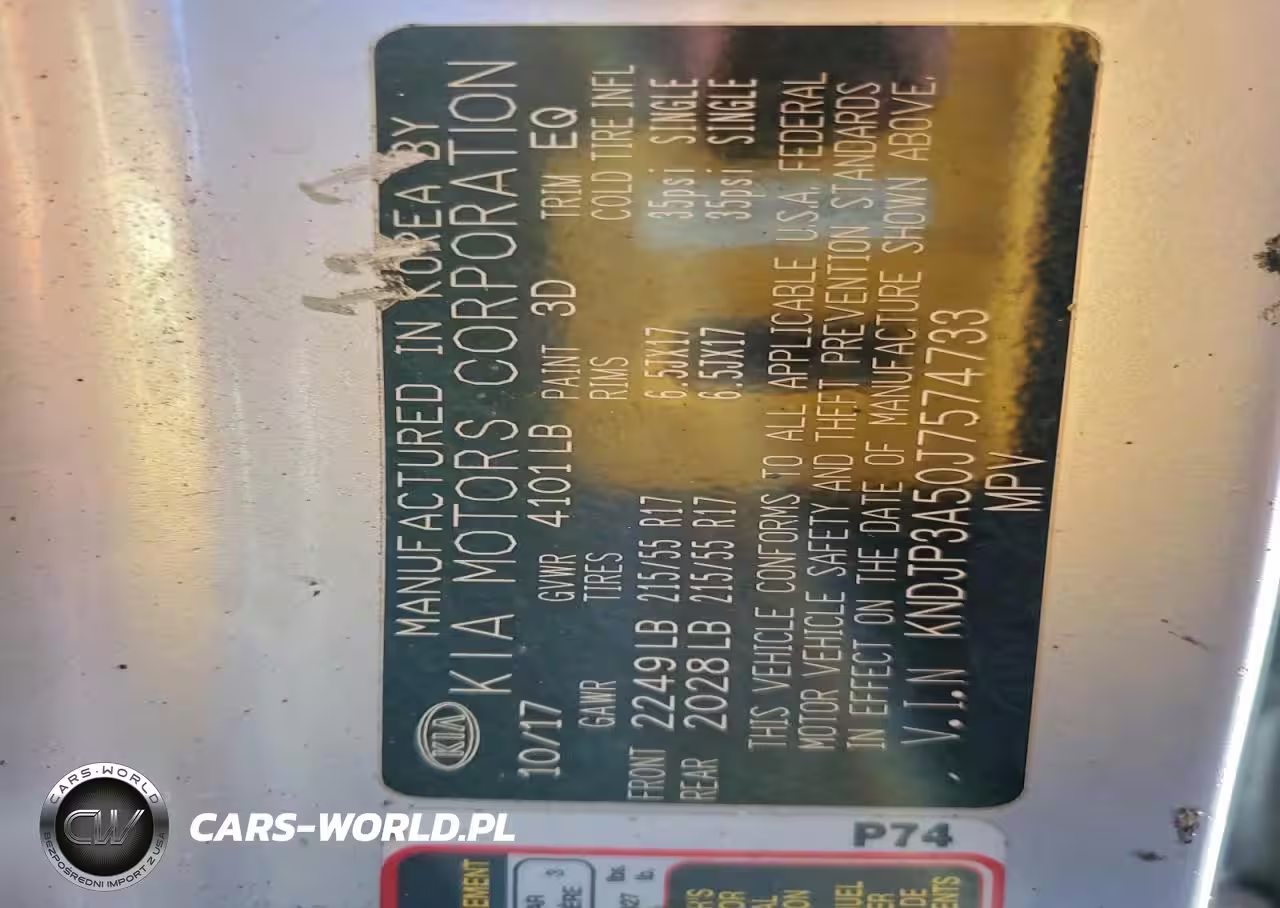 MANUFACTURED IN KOREA BY
KIA KIA MOTORS CORPORATION
10/17 GVWR 4101LB PAINT 3D TRIM EQ
GAWR TIRES RIMS COLD TIRE INFL
FRONT 2249LB 215/55 R17 6.5JX17 35psi SINGLE
REAR 2028LB 215/55 R17 6.5JX17 35psi SINGLE
THIS VEHICLE CONFORMS TO ALL APPLICABLE U.S.A. FEDERAL
MOTOR VEHICLE SAFETY AND THEFT PREVENTION STANDARDS
IN EFFECT ON THE DATE OF MANUFACTURE SHOWN ABOVE.
V.I.N KNDJP3A50J7574733
MPV
P74
CARS-WORLD
CW
BEZPOŚREDNI IMPORT Z USA
CARS-WORLD.PL